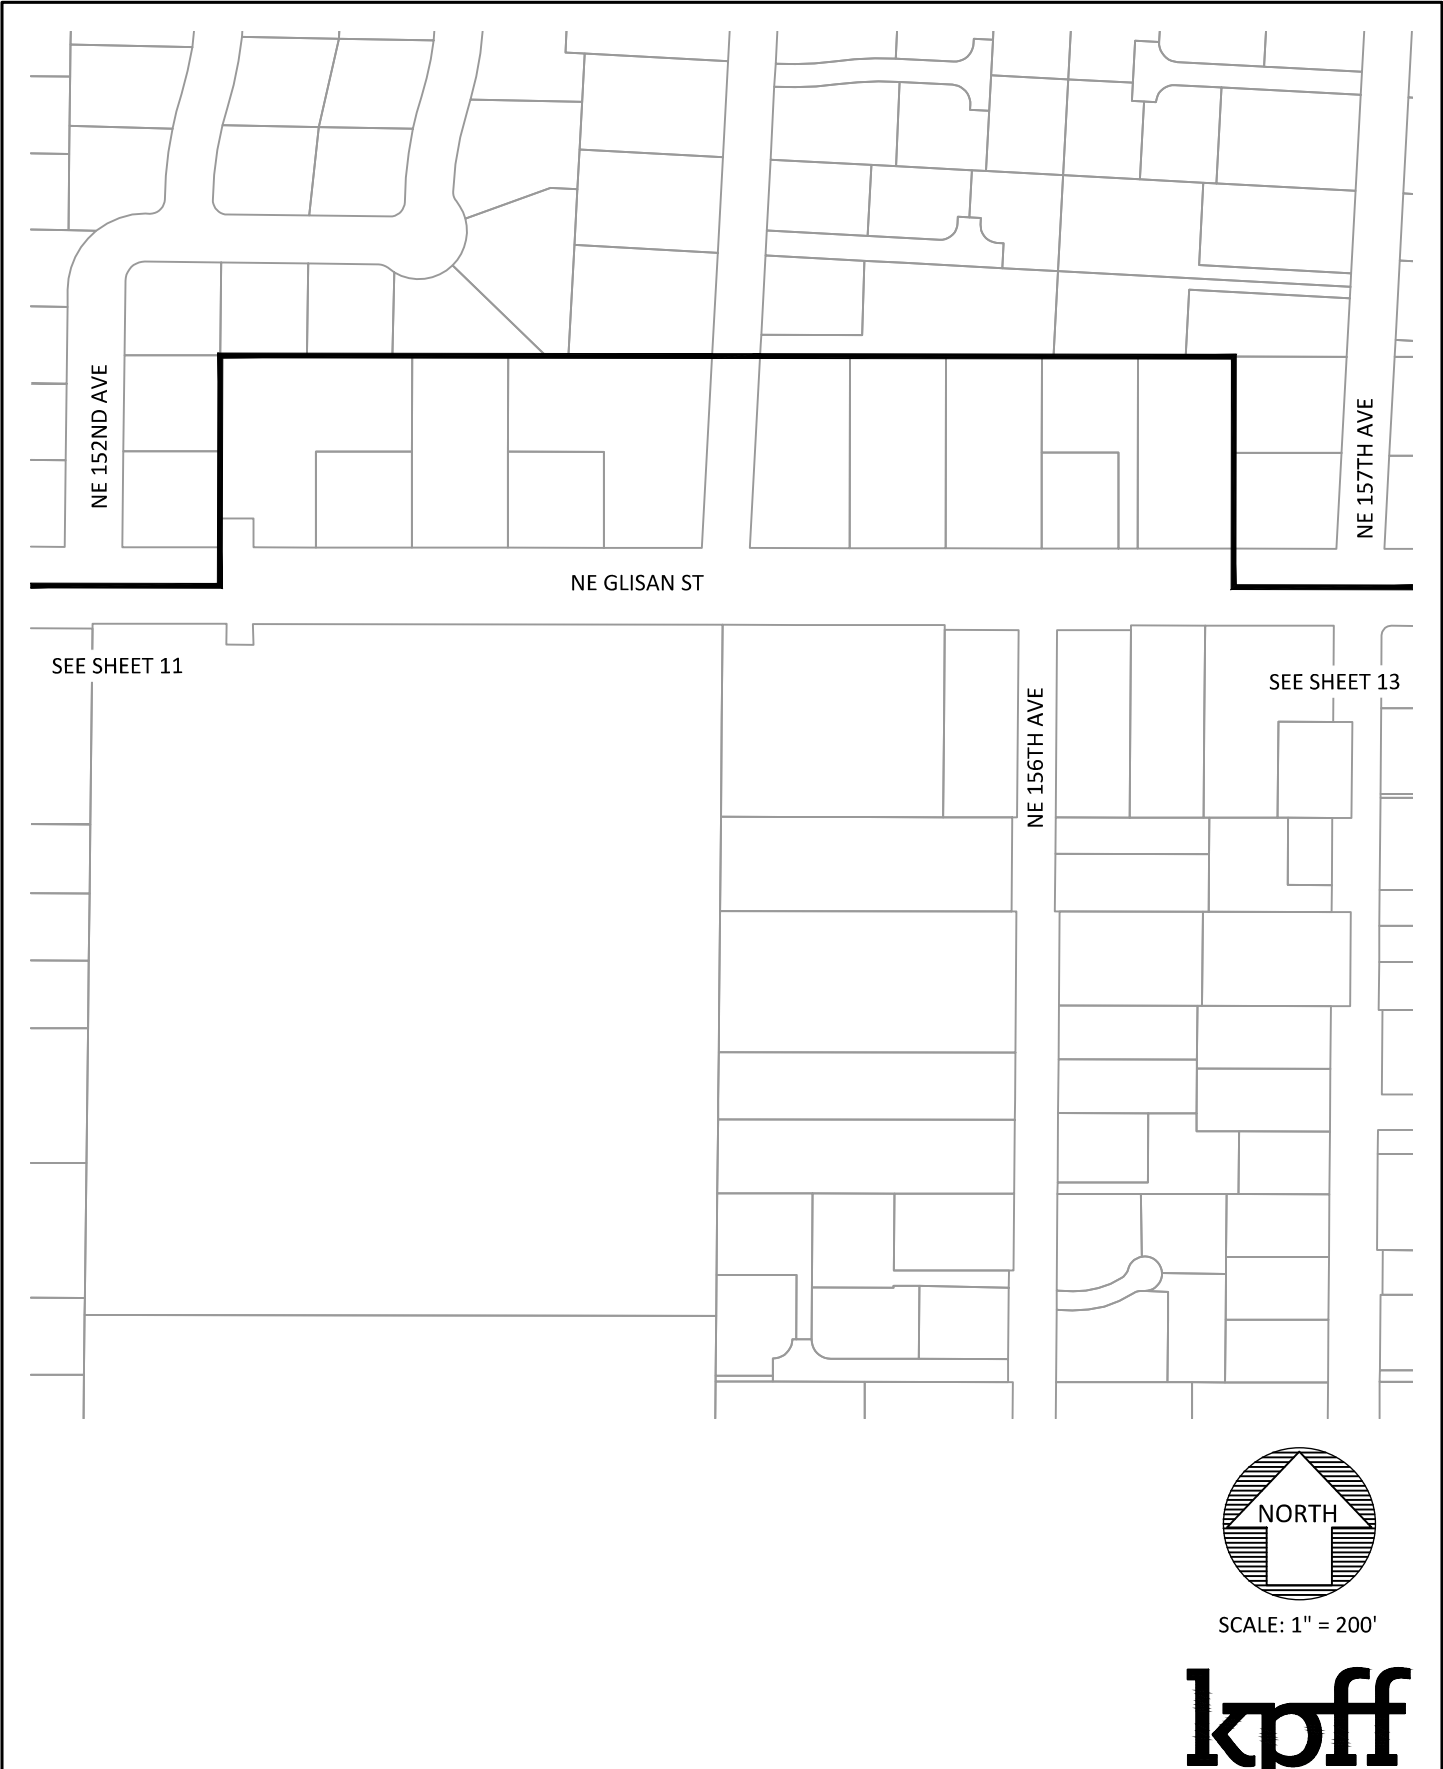 NE 152ND AVE
NE 157TH AVE
NE GLISAN ST
SEE SHEET 11
SEE SHEET 13
NE 156TH AVE
NORTH
SCALE: 1" = 200'
kpff